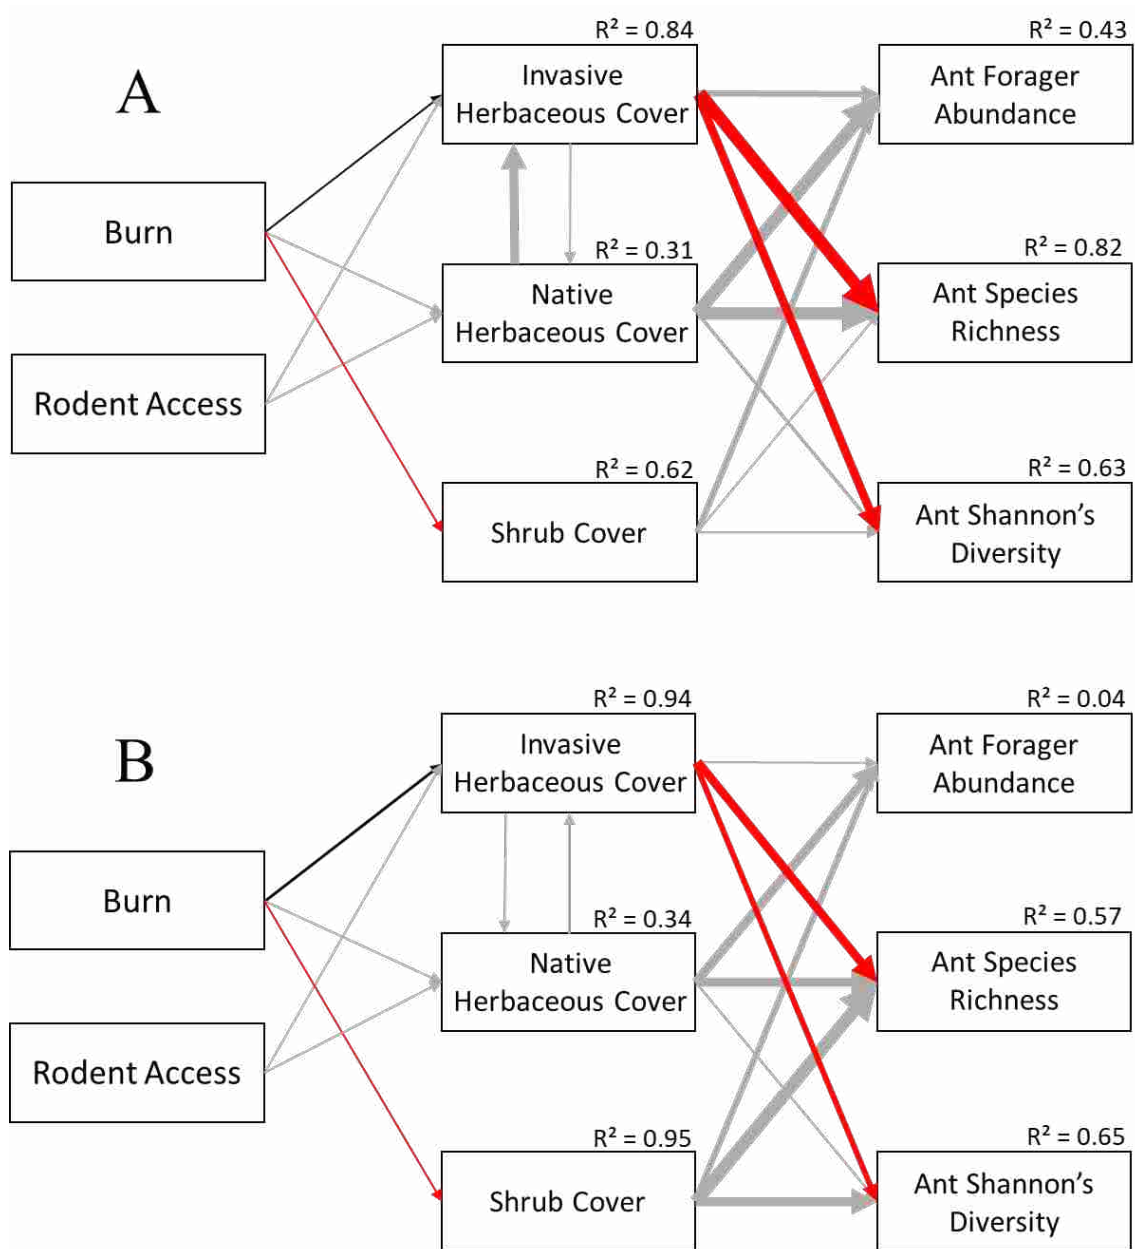 A
R² = 0.84
Invasive
Herbaceous Cover
R² = 0.43
Ant Forager
Abundance
Burn
R² = 0.31
Native
Herbaceous Cover
R² = 0.82
Ant Species
Richness
Rodent Access
R² = 0.62
Shrub Cover
R² = 0.63
Ant Shannon's
Diversity
B
R² = 0.94
Invasive
Herbaceous Cover
R² = 0.04
Ant Forager
Abundance
Burn
R² = 0.34
Native
Herbaceous Cover
R² = 0.57
Ant Species
Richness
Rodent Access
R² = 0.95
Shrub Cover
R² = 0.65
Ant Shannon's
Diversity